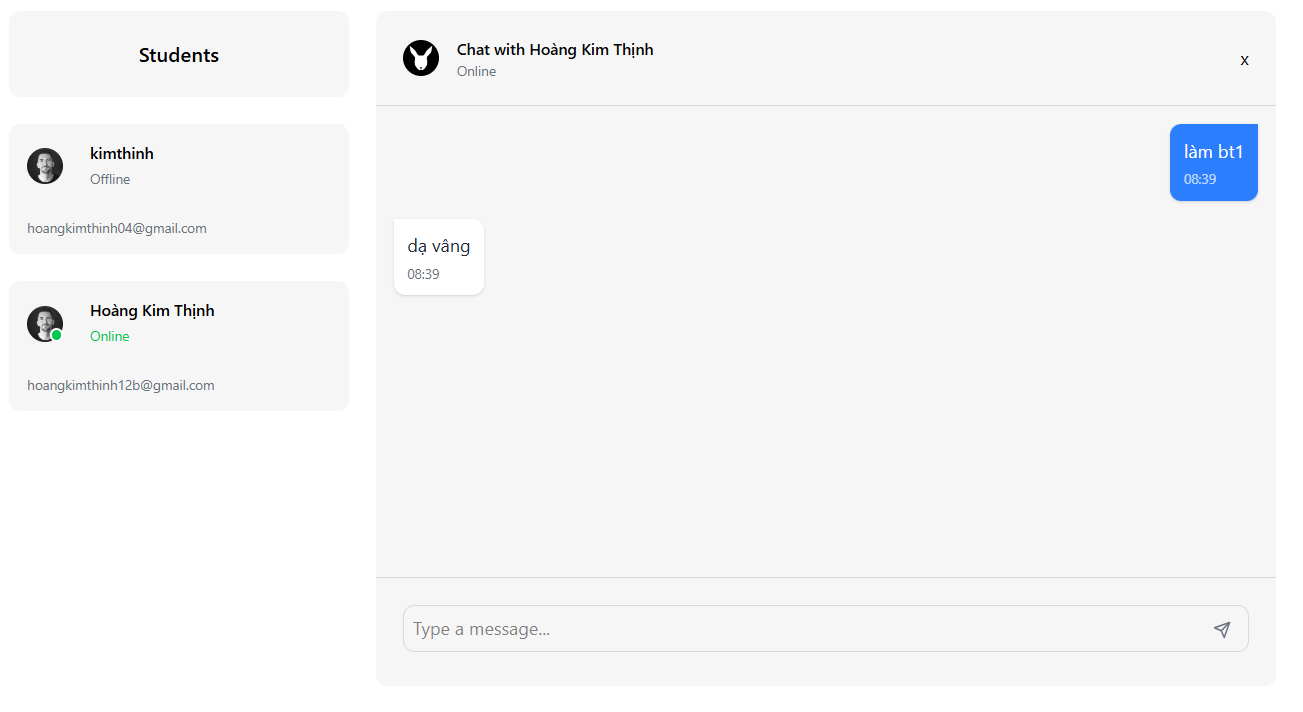 Students
kimthinh
Offline
hoangkimthinh04@gmail.com
Hoàng Kim Thịnh
Online
hoangkimthinh12b@gmail.com
Chat with Hoàng Kim Thịnh
Online
x
làm bt1
08:39
dạ vâng
08:39
Type a message...